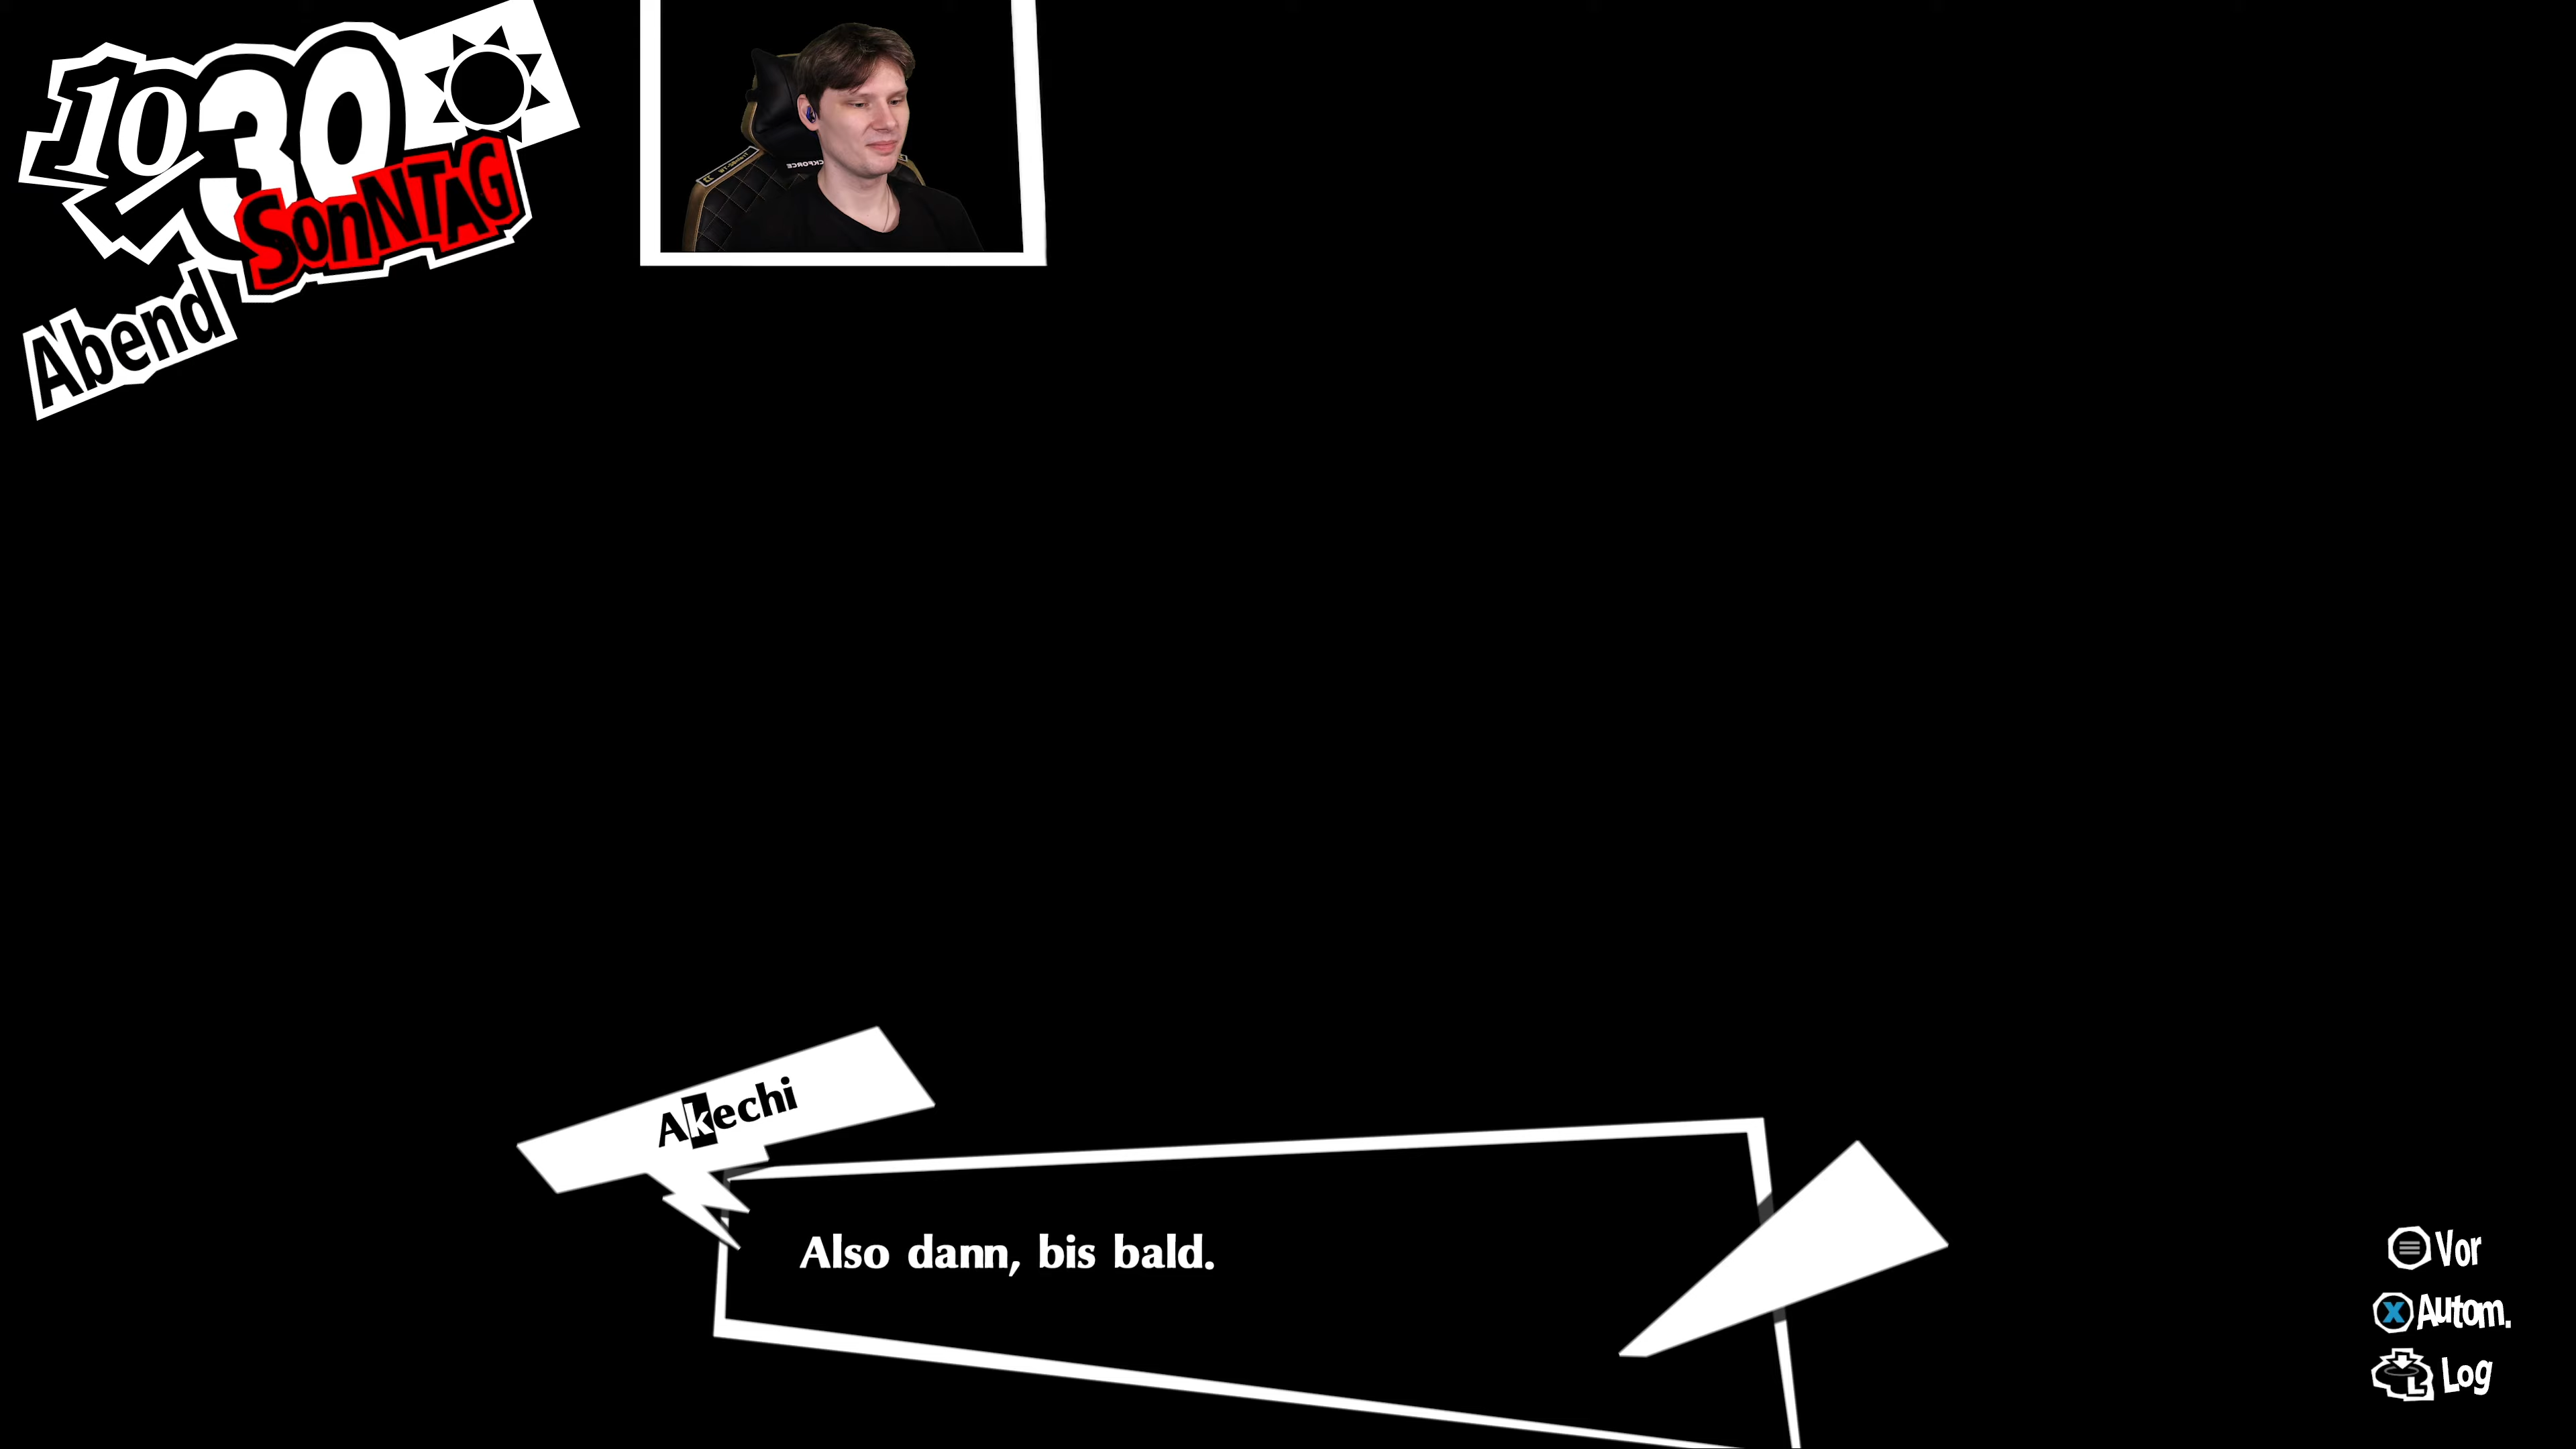 10/30
SonNTAG
Abend
Akechi
Also dann, bis bald.
Vor
X Autom.
L Log